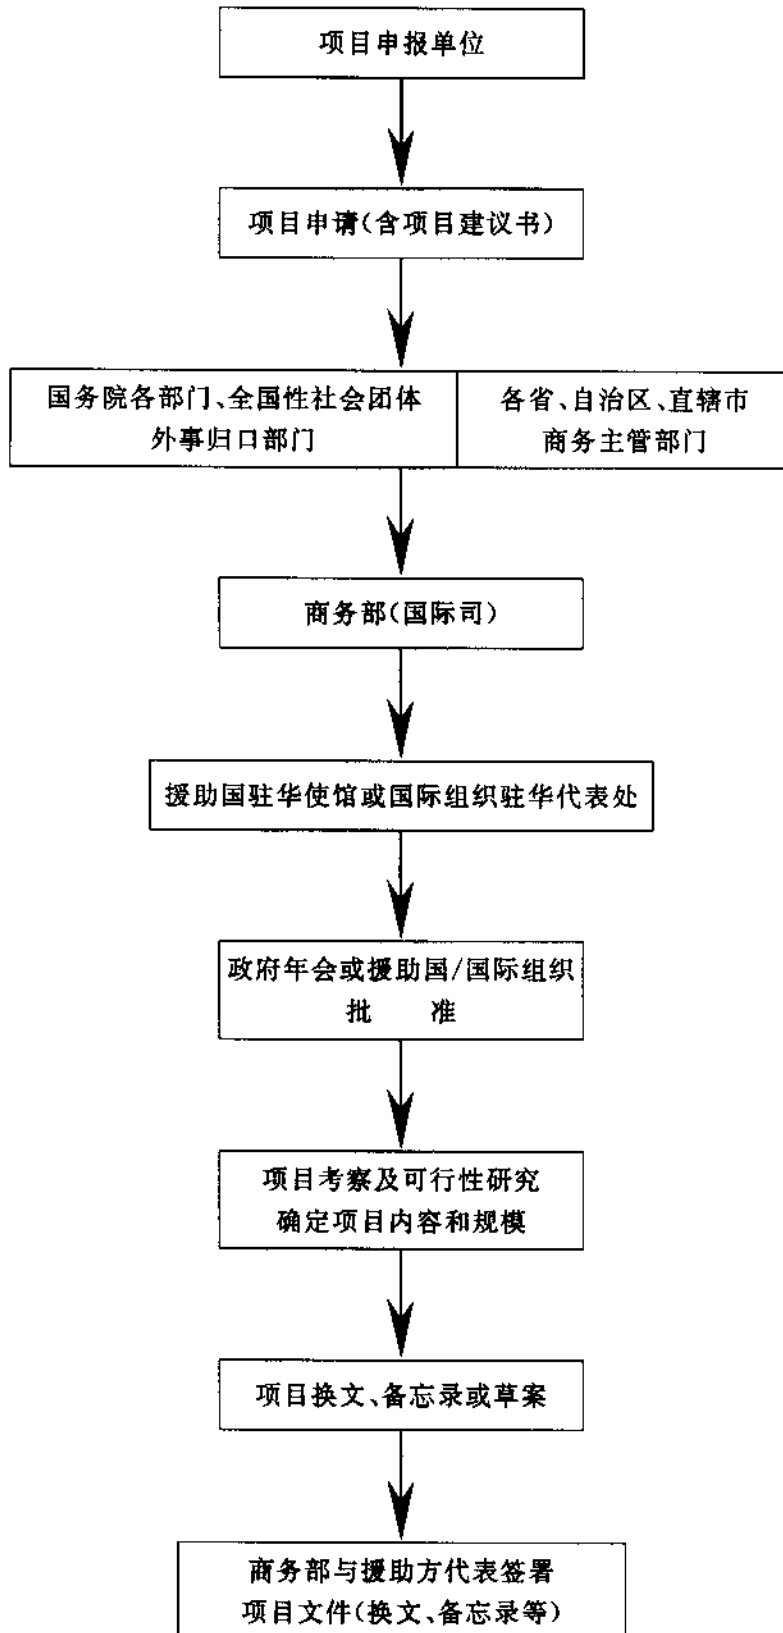 项目申报单位
项目申请(含项目建议书)
国务院各部门、全国性社会团体
外事归口部门
各省、自治区、直辖市
商务主管部门
商务部(国际司)
援助国驻华使馆或国际组织驻华代表处
政府年会或援助国/国际组织
批 准
项目考察及可行性研究
确定项目内容和规模
项目换文、备忘录或草案
商务部与援助方代表签署
项目文件(换文、备忘录等)